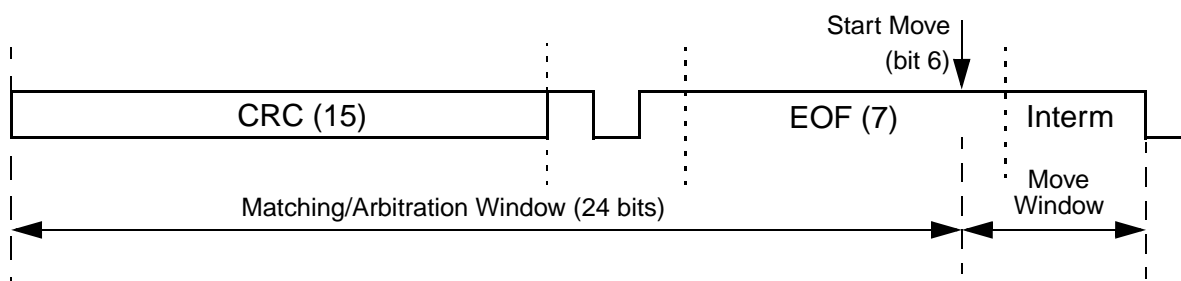 Start Move
(bit 6)
CRC (15)
EOF (7)
Interm
Matching/Arbitration Window (24 bits)
Move
Window